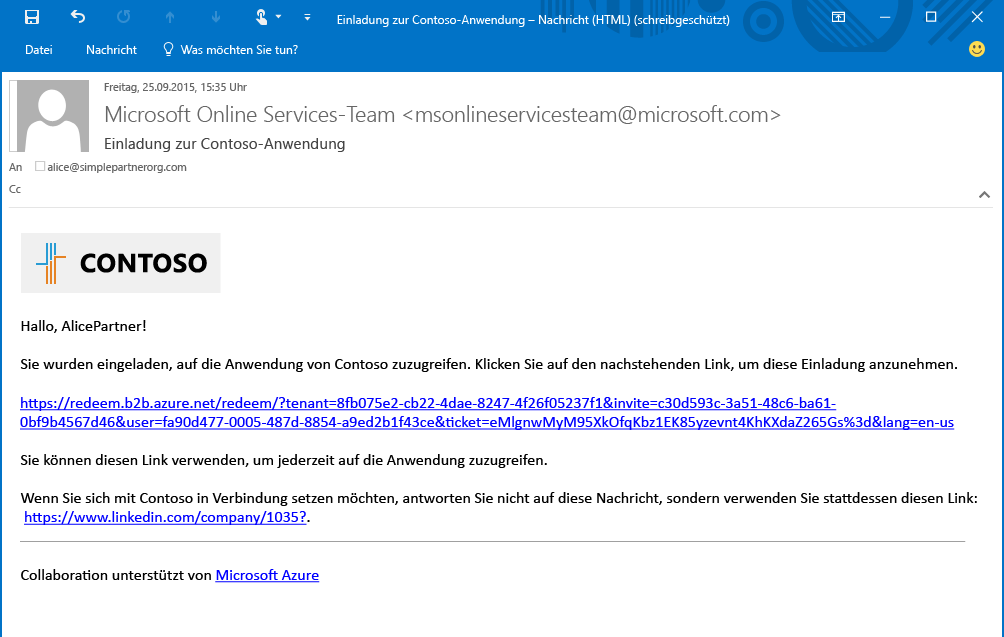 Einladung zur Contoso-Anwendung – Nachricht (HTML) (schreibgeschützt)
Datei Nachricht Was möchten Sie tun?
Freitag, 25.09.2015, 15:35 Uhr
Microsoft Online Services-Team <msonlineservicesteam@microsoft.com>
Einladung zur Contoso-Anwendung
An alice@simplepartnerorg.com
Cc
CONTOSO
Hallo, AlicePartner!
Sie wurden eingeladen, auf die Anwendung von Contoso zuzugreifen. Klicken Sie auf den nachstehenden Link, um diese Einladung anzunehmen.
https://redeem.b2b.azure.net/redeem/?tenant=8fb075e2-cb22-4dae-8247-4f26f05237f1&invite=c30d593c-3a51-48c6-ba61-
0bf9b4567d46&user=fa90d477-0005-487d-8854-a9ed2b1f43ce&ticket=eMlgnwMyM95XkOfqKbz1EK85yzevnt4KhKXdaZ265Gs%3d&lang=en-us
Sie können diesen Link verwenden, um jederzeit auf die Anwendung zuzugreifen.
Wenn Sie sich mit Contoso in Verbindung setzen möchten, antworten Sie nicht auf diese Nachricht, sondern verwenden Sie stattdessen diesen Link:
https://www.linkedin.com/company/1035?.
Collaboration unterstützt von Microsoft Azure